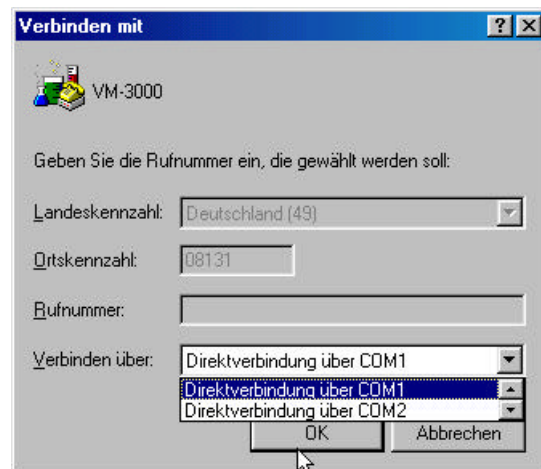 Verbinden mit
VM-3000
Geben Sie die Rufnummer ein, die gewählt werden soll:
Landeskennzahl: Deutschland (49)
Ortskennzahl: 08131
Rufnummer:
Verbinden über: Direktverbindung über COM1
Direktverbindung über COM1
Direktverbindung über COM2
OK Abbrechen